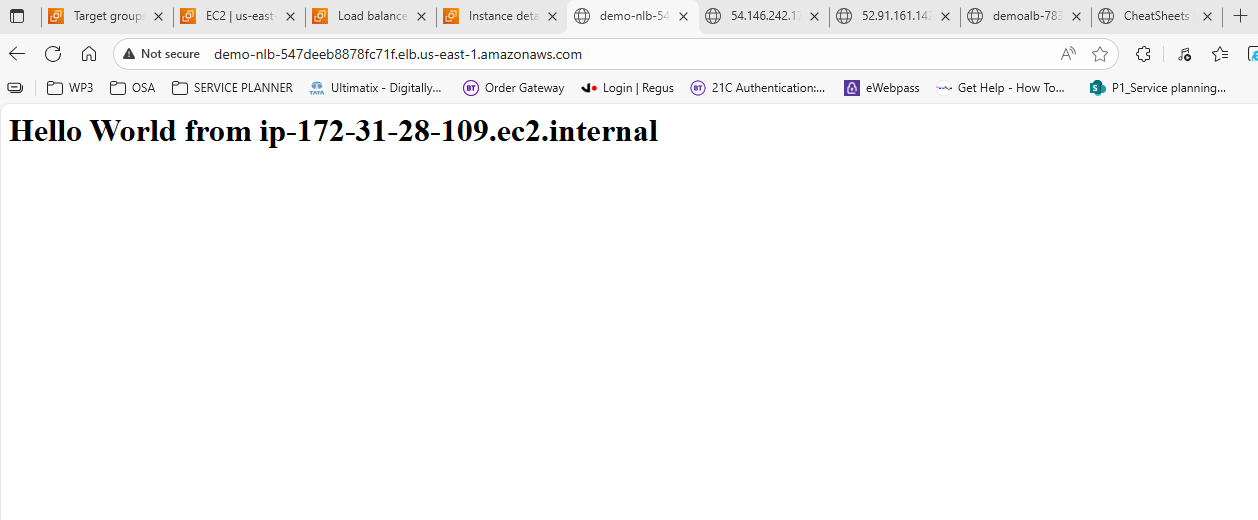 Target groups
EC2 | us-east-
Load balance
Instance deta
demo-nlb-54
54.146.242.17
52.91.161.142
demoalb-783
CheatSheets
Not secure demo-nlb-547deeb8878fc71f.elb.us-east-1.amazonaws.com
WP3 OSA SERVICE PLANNER Ultimatix - Digitally... Order Gateway Login | Regus 21C Authentication:... eWebpass Get Help - How To... P1_Service planning...
Hello World from ip-172-31-28-109.ec2.internal